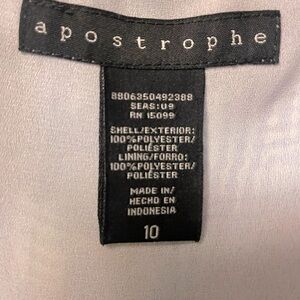 apostrophe
8806350492388
SEAS: U9
RN 15099
SHELL/EXTERIOR:
100%POLYESTER/
POLIÉSTER
LINING/FORRO:
100%POLYESTER/
POLIÉSTER
MADE IN/
HECHO EN
INDONESIA
10